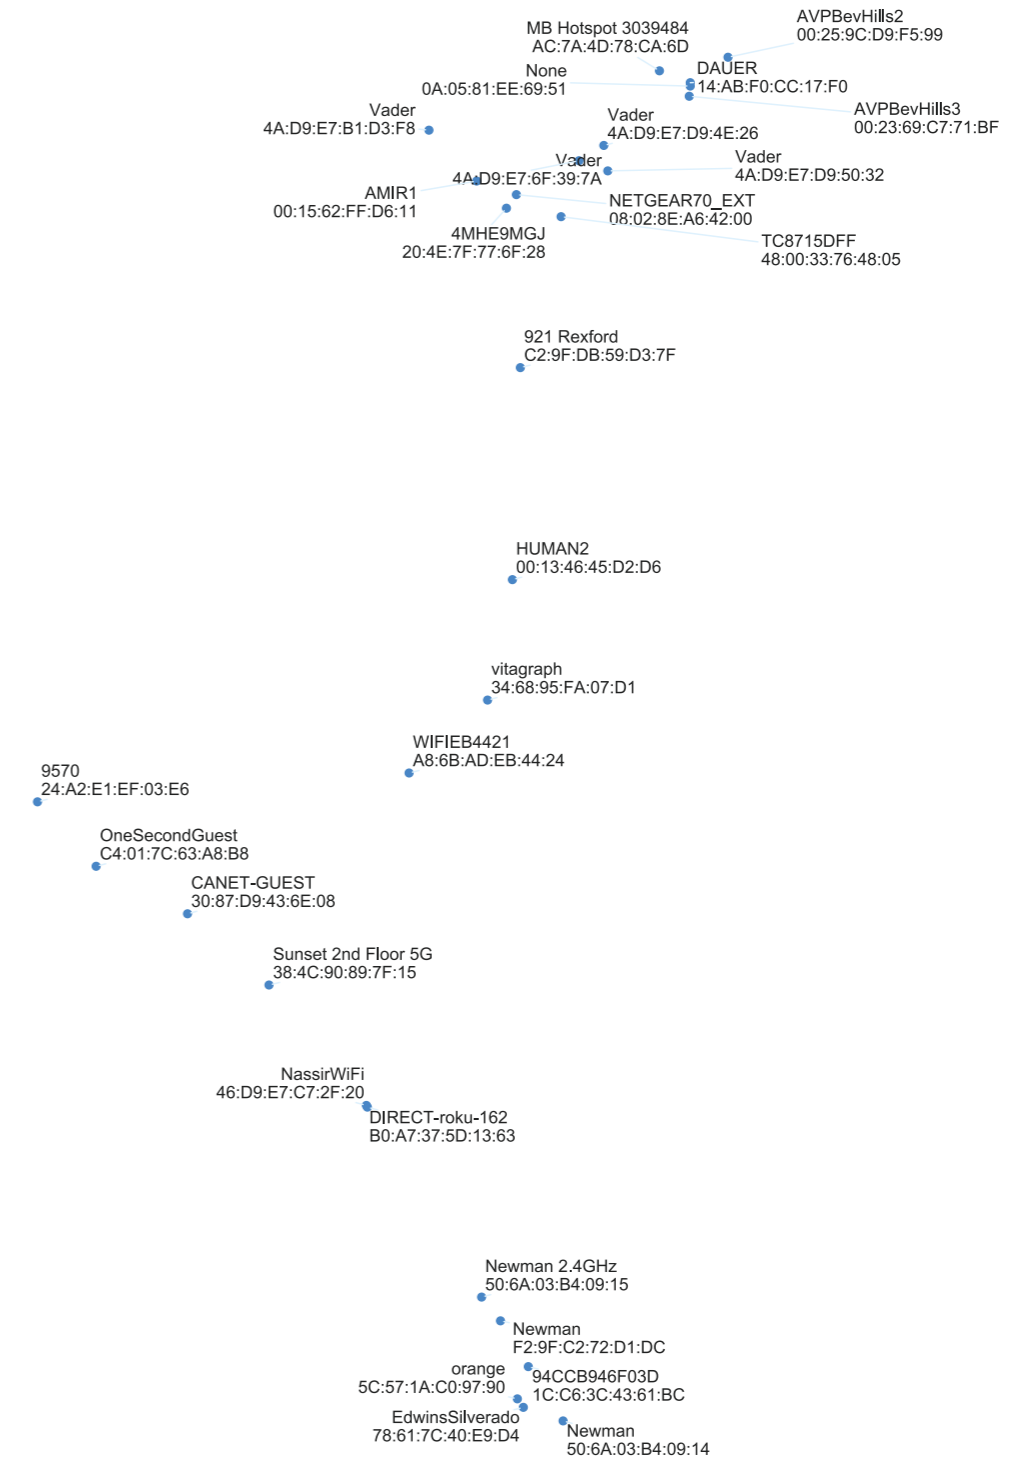 AVPBevHills2
00:25:9C:D9:F5:99
MB Hotspot 3039484
AC:7A:4D:78:CA:6D
DAUER
14:AB:F0:CC:17:F0
None
0A:05:81:EE:69:51
AVPBevHills3
00:23:69:C7:71:BF
Vader
4A:D9:E7:B1:D3:F8
Vader
4A:D9:E7:D9:4E:26
Vader
4A:D9:E7:6F:39:7A
Vader
4A:D9:E7:D9:50:32
AMIR1
00:15:62:FF:D6:11
NETGEAR70_EXT
08:02:8E:A6:42:00
4MHE9MGJ
20:4E:7F:77:6F:28
TC8715DFF
48:00:33:76:48:05
921 Rexford
C2:9F:DB:59:D3:7F
HUMAN2
00:13:46:45:D2:D6
vitagraph
34:68:95:FA:07:D1
WIFIEB4421
A8:6B:AD:EB:44:24
9570
24:A2:E1:EF:03:E6
OneSecondGuest
C4:01:7C:63:A8:B8
CANET-GUEST
30:87:D9:43:6E:08
Sunset 2nd Floor 5G
38:4C:90:89:7F:15
NassirWiFi
46:D9:E7:C7:2F:20
DIRECT-roku-162
B0:A7:37:5D:13:63
Newman 2.4GHz
50:6A:03:B4:09:15
Newman
F2:9F:C2:72:D1:DC
orange
5C:57:1A:C0:97:90
94CCB946F03D
1C:C6:3C:43:61:BC
EdwinsSilverado
78:61:7C:40:E9:D4
Newman
50:6A:03:B4:09:14